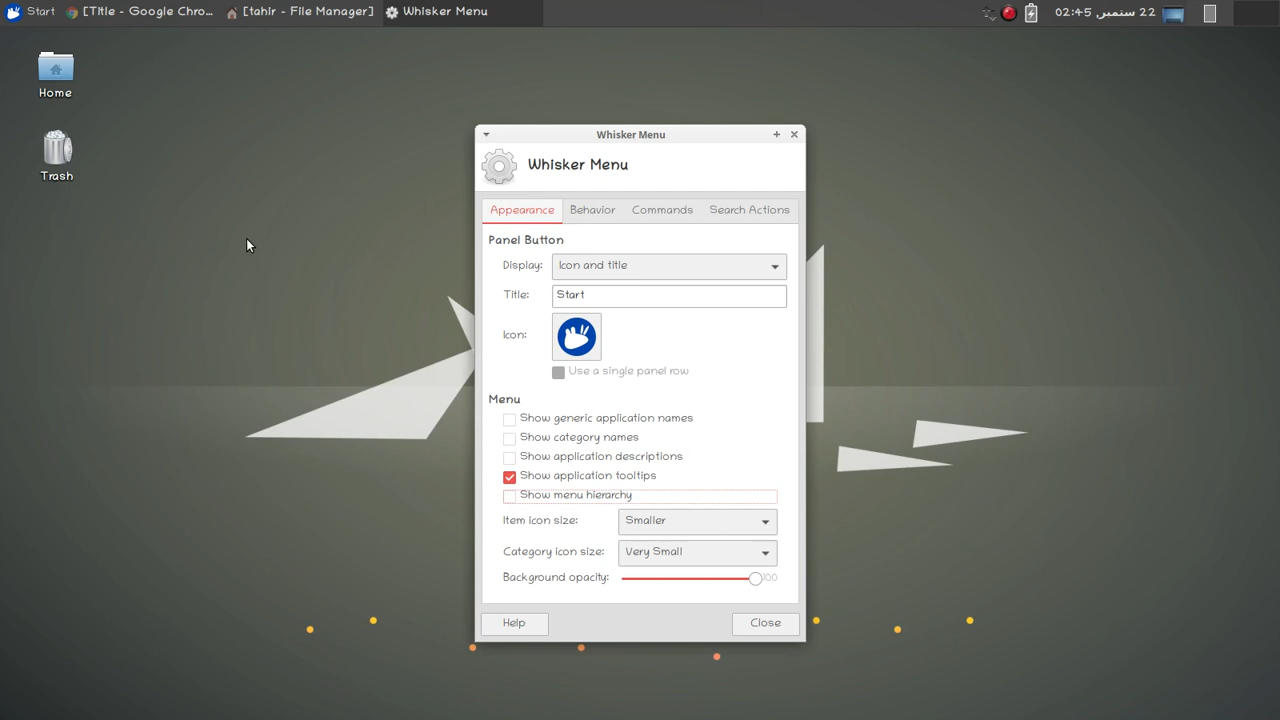 Start
[Title - Google Chro...
[tahir - File Manager]
Whisker Menu
22 ستمبر, 02:45
Home
Trash
Whisker Menu
Whisker Menu
Appearance
Behavior
Commands
Search Actions
Panel Button
Display:
Icon and title
Title:
Start
Icon:
Use a single panel row
Menu
Show generic application names
Show category names
Show application descriptions
Show application tooltips
Show menu hierarchy
Item icon size:
Smaller
Category icon size:
Very Small
Background opacity:
100
Help
Close